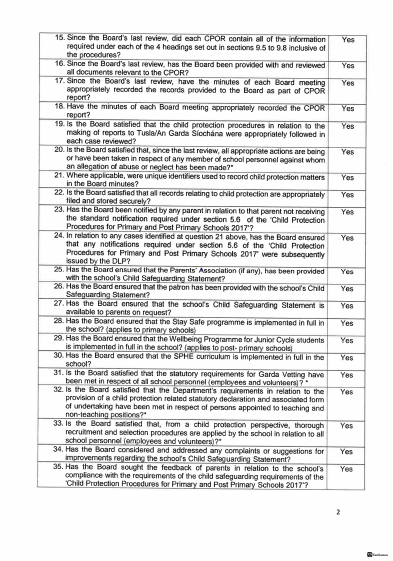 15. Since the Board's last review, did each CPOR contain all of the information Yes
required under each of the 4 headings set out in sections 9.5 to 9.8 inclusive of
the procedures?
16. Since the Board's last review, has the Board been provided with and reviewed Yes
all documents relevant to the CPOR?
17. Since the Board's last review, have the minutes of each Board meeting Yes
appropriately recorded the records provided to the Board as part of CPOR
report?
18. Have the minutes of each Board meeting appropriately recorded the CPOR Yes
report?
19. Is the Board satisfied that the child protection procedures in relation to the Yes
making of reports to Tusla/An Garda Síochána were appropriately followed in
each case reviewed?
20. Is the Board satisfied that, since the last review, all appropriate actions are being Yes
or have been taken in respect of any member of school personnel against whom
an allegation of abuse or neglect has been made?*
21. Where applicable, were unique identifiers used to record child protection matters Yes
in the Board minutes?
22. Is the Board satisfied that all records relating to child protection are appropriately Yes
filed and stored securely?
23. Has the Board been notified by any parent in relation to that parent not receiving Yes
the standard notification required under section 5.6 of the 'Child Protection
Procedures for Primary and Post Primary Schools 2017'?
24. In relation to any cases identified at question 21 above, has the Board ensured Yes
that any notifications required under section 5.6 of the 'Child Protection
Procedures for Primary and Post Primary Schools 2017' were subsequently
issued by the DLP?
25. Has the Board ensured that the Parents' Association (if any), has been provided Yes
with the school's Child Safeguarding Statement?
26. Has the Board ensured that the patron has been provided with the school's Child Yes
Safeguarding Statement?
27. Has the Board ensured that the school's Child Safeguarding Statement is Yes
available to parents on request?
28. Has the Board ensured that the Stay Safe programme is implemented in full in Yes
the school? (applies to primary schools)
29. Has the Board ensured that the Wellbeing Programme for Junior Cycle students Yes
is implemented in full in the school? (applies to post- primary schools)
30. Has the Board ensured that the SPHE curriculum is implemented in full in the Yes
school?
31. Is the Board satisfied that the statutory requirements for Garda Vetting have Yes
been met in respect of all school personnel (employees and volunteers)? *
32. Is the Board satisfied that the Department's requirements in relation to the Yes
provision of a child protection related statutory declaration and associated form
of undertaking have been met in respect of persons appointed to teaching and
non-teaching positions?*
33. Is the Board satisfied that, from a child protection perspective, thorough Yes
recruitment and selection procedures are applied by the school in relation to all
school personnel (employees and volunteers)?*
34. Has the Board considered and addressed any complaints or suggestions for Yes
improvements regarding the school's Child Safeguarding Statement?
35. Has the Board sought the feedback of parents in relation to the school's Yes
compliance with the requirements of the child safeguarding requirements of the
'Child Protection Procedures for Primary and Post Primary Schools 2017'?
2